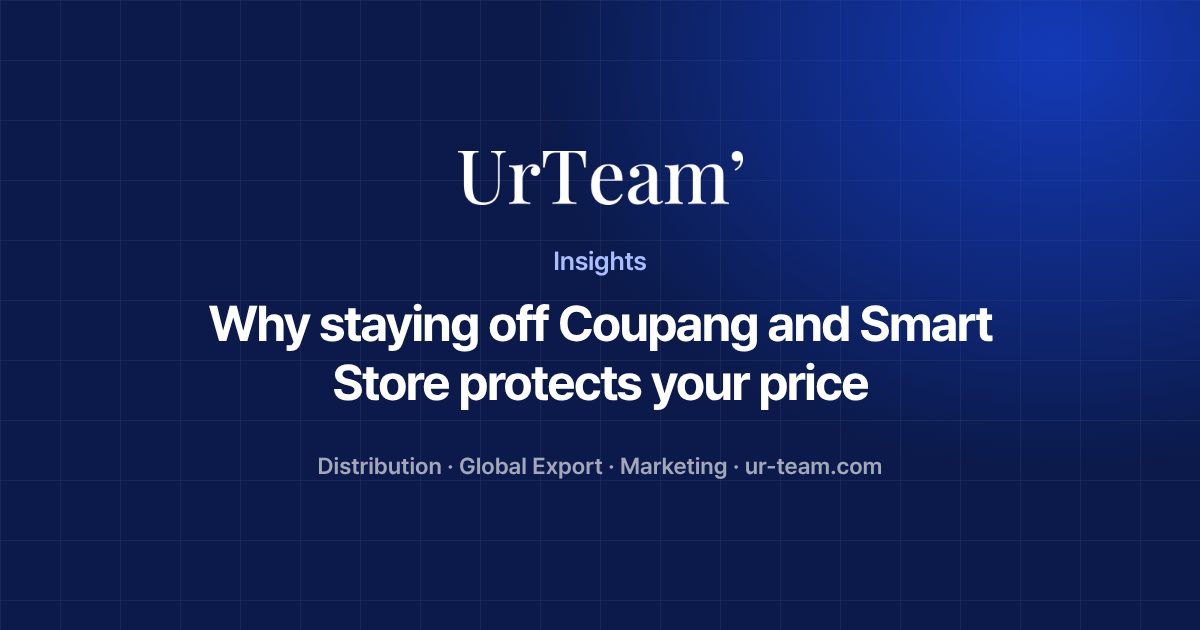 UrTeam’
Insights
Why staying off Coupang and Smart
Store protects your price
Distribution · Global Export · Marketing · ur-team.com